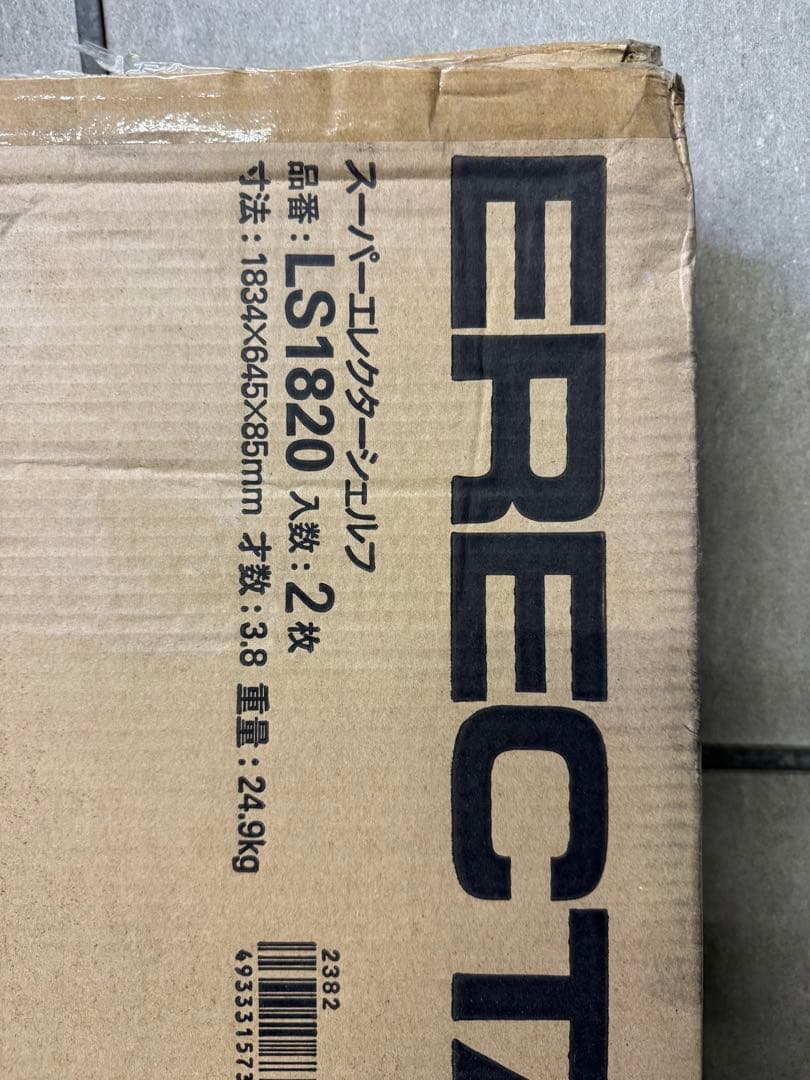 ERECTA
スーパーエレクターシェルフ
品番：LS1820 入数：2枚
寸法：1834×645×85mm 才数：3.8 重量：24.9kg
2382
49333157